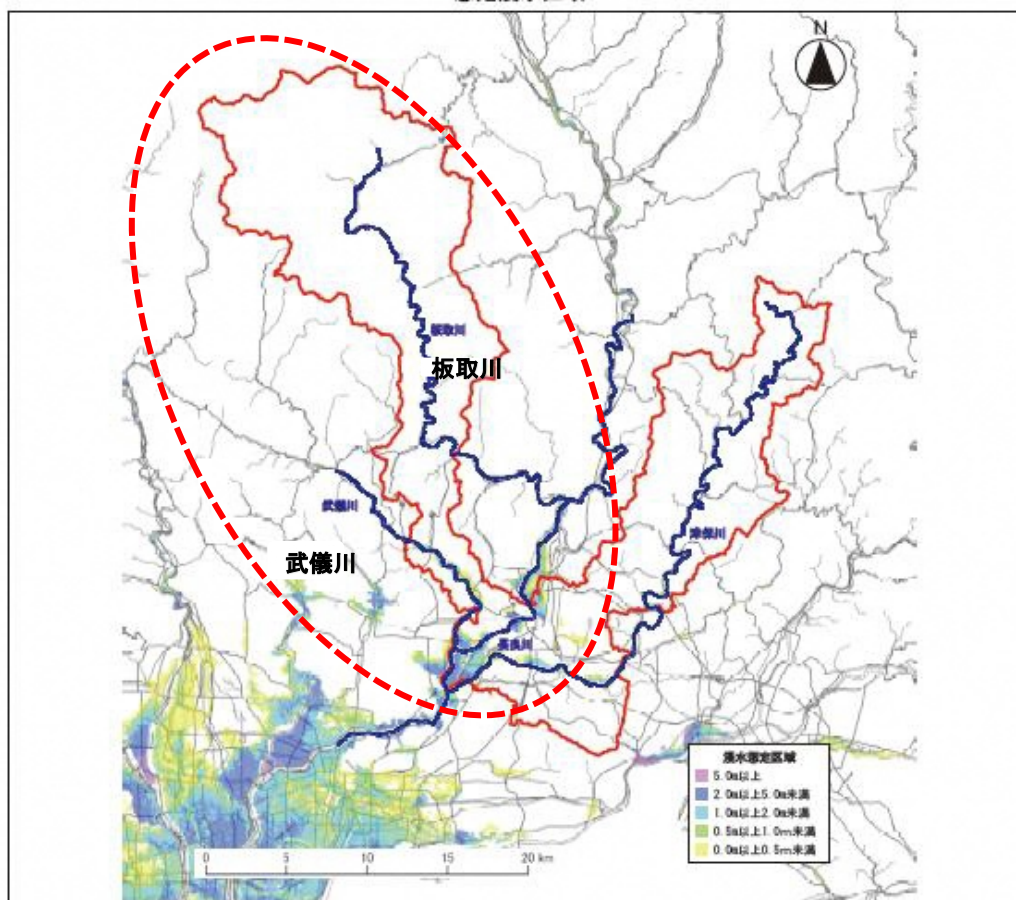 N
板取川
板取川
武儀川
武儀川
津保川
長良川
浸水想定区域
5.0m以上
2.0m以上5.0m未満
1.0m以上2.0m未満
0.5m以上1.0m未満
0.0m以上0.5m未満
0 5 10 15 20 km